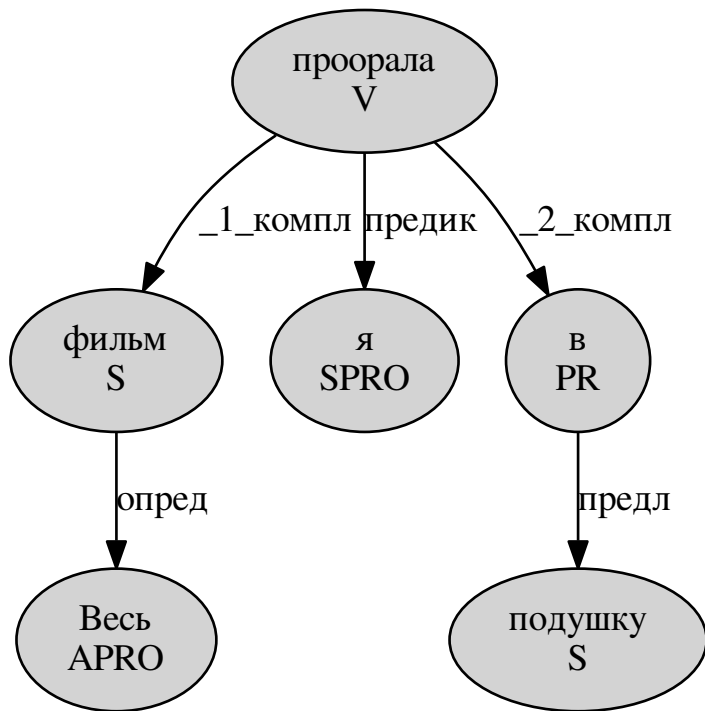 проорала
V
_1_компл
предик
_2_компл
фильм
S
я
SPRO
в
PR
опред
предл
Весь
APRO
подушку
S